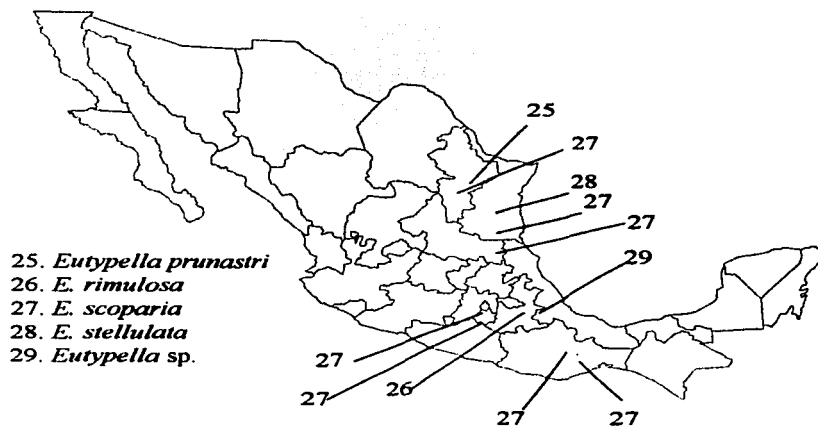 25
27
28
27
27
29
25. Eutypella prunastri
26. E. rimulosa
27. E. scoparia
28. E. stellulata
29. Eutypella sp.
27
27
26
27
27